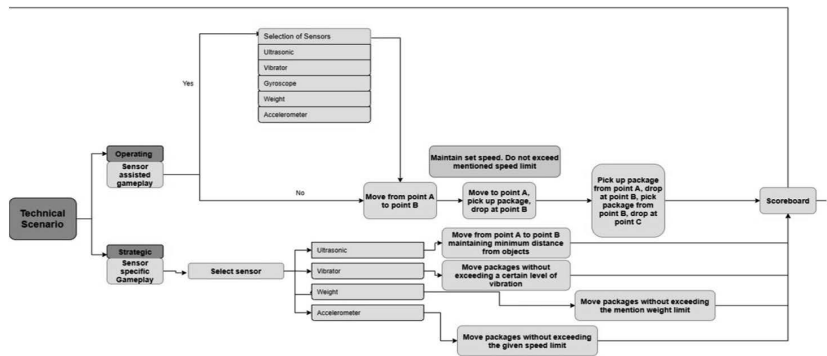 Selection of Sensors
Ultrasonic
Vibrator
Gyroscope
Weight
Accelerometer
Yes
Operating
Sensor
assisted
gameplay
Maintain set speed. Do not exceed
mentioned speed limit
No
Move from point A
to point B
Move to point A,
pick up package,
drop at point B
Pick up package
from point A, drop
at point B, pick
package from
point B, drop at
point C
Scoreboard
Technical
Scenario
Strategic
Sensor
specific
Gameplay
Select sensor
Ultrasonic
Vibrator
Weight
Accelerometer
Move from point A to point B
maintaining minimum distance
from objects
Move packages without
exceeding a certain level of
vibration
Move packages without exceeding
the mention weight limit
Move packages without exceeding
the given speed limit